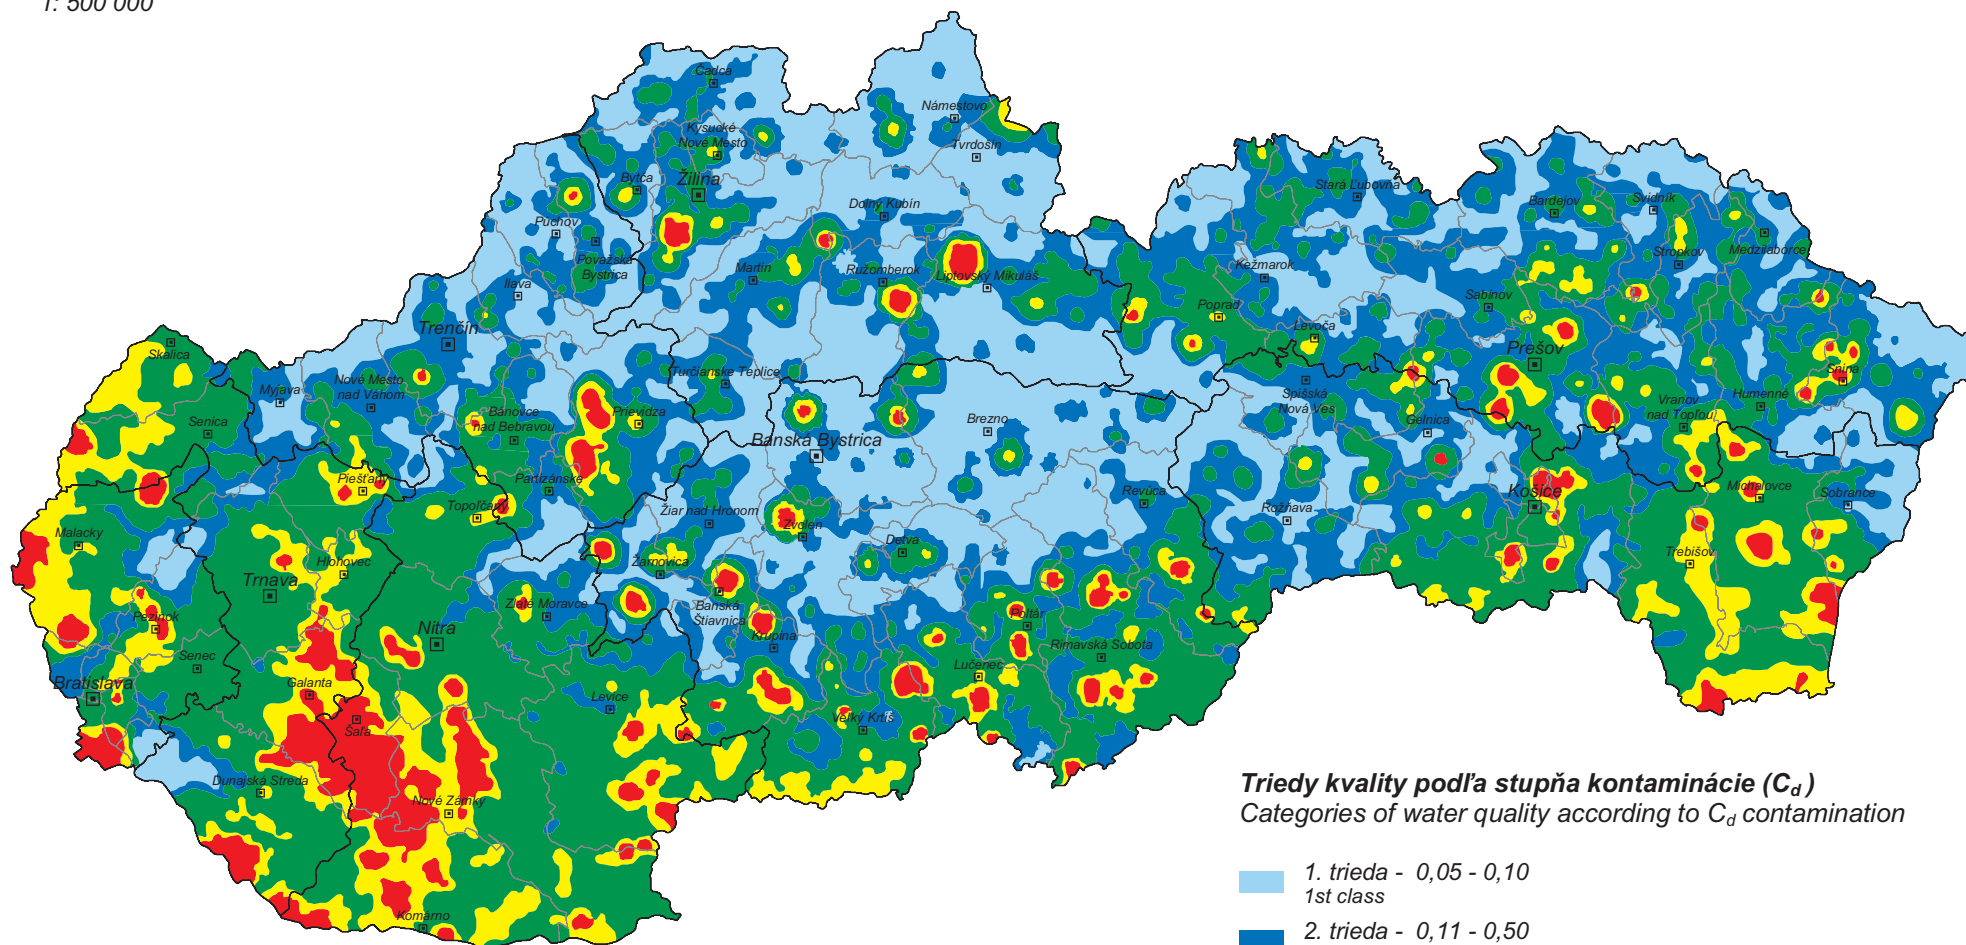 1: 500 000
Čadca
Námestovo
Kysucké
Nové Mesto
Tvrdošín
Bytča
Žilina
Stará Ľubovňa
Bardejov
Svidník
Dolný Kubín
Púchov
Považská
Bystrica
Medzilaborce
Stropkov
Martin
Ružomberok
Liptovský Mikuláš
Kežmarok
Ilava
Sabinov
Poprad
Trenčín
Levoča
Prešov
Skalica
Turčianske Teplice
Snina
Myjava
Nové Mesto
nad Váhom
Spišská
Nová Ves
Humenné
Vranov
nad Topľou
Bánovce
nad Bebravou
Prievidza
Senica
Brezno
Gelnica
Banská Bystrica
Piešťany
Partizánske
Revúca
Košice
Michalovce
Sobrance
Topoľčany
Žiar nad Hronom
Zvolen
Rožňava
Malacky
Detva
Trebišov
Hlohovec
Žarnovica
Trnava
Zlaté Moravce
Banská
Štiavnica
Pezinok
Poltár
Nitra
Krupina
Rimavská Sobota
Senec
Lučenec
Bratislava
Galanta
Levice
Šaľa
Veľký Krtíš
Dunajská Streda
Nové Zámky
Komárno
Triedy kvality podľa stupňa kontaminácie (Cd)
Categories of water quality according to Cd contamination
1. trieda - 0,05 - 0,10
1st class
2. trieda - 0,11 - 0,50